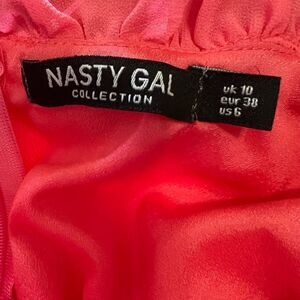 NASTY GAL
COLLECTION
uk 10
eur 38
us 6